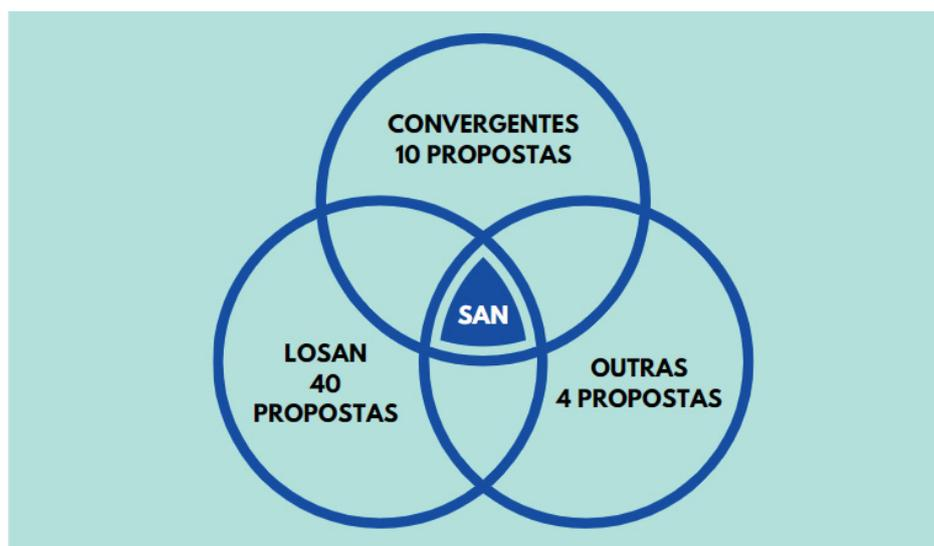 CONVERGENTES
10 PROPOSTAS
SAN
LOSAN
40
PROPOSTAS
OUTRAS
4 PROPOSTAS